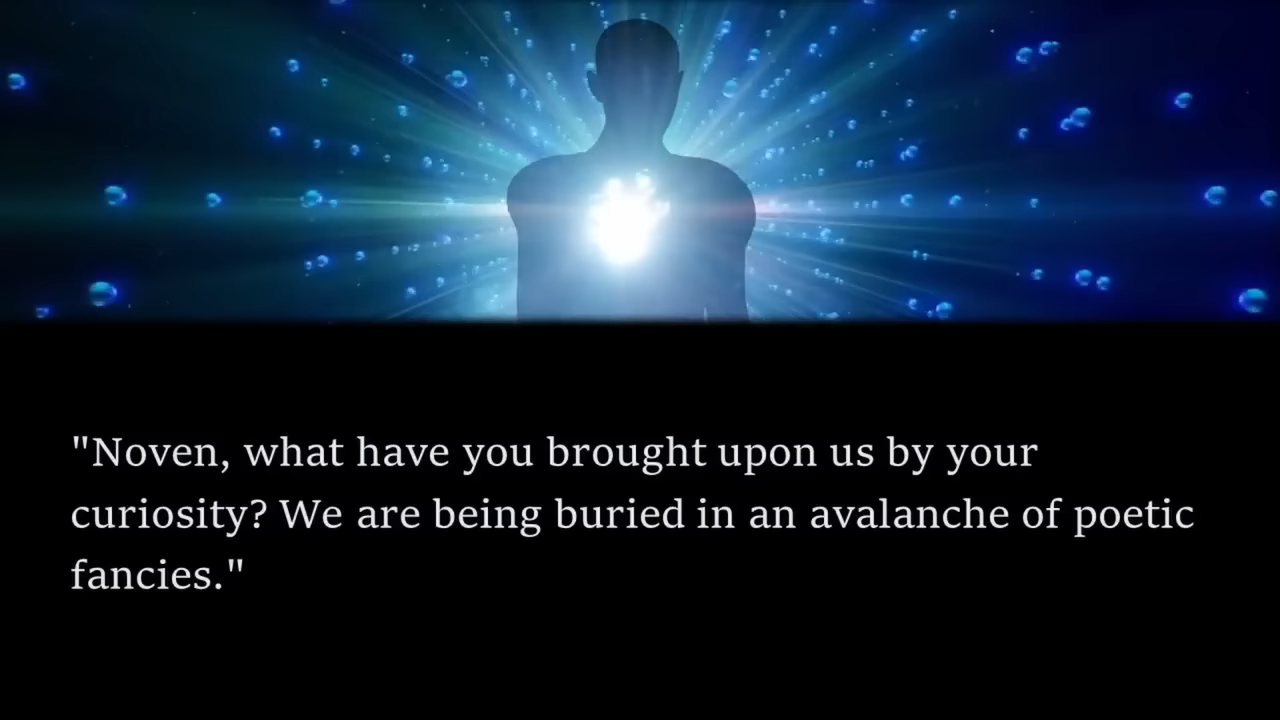 "Noven, what have you brought upon us by your
curiosity? We are being buried in an avalanche of poetic
fancies."